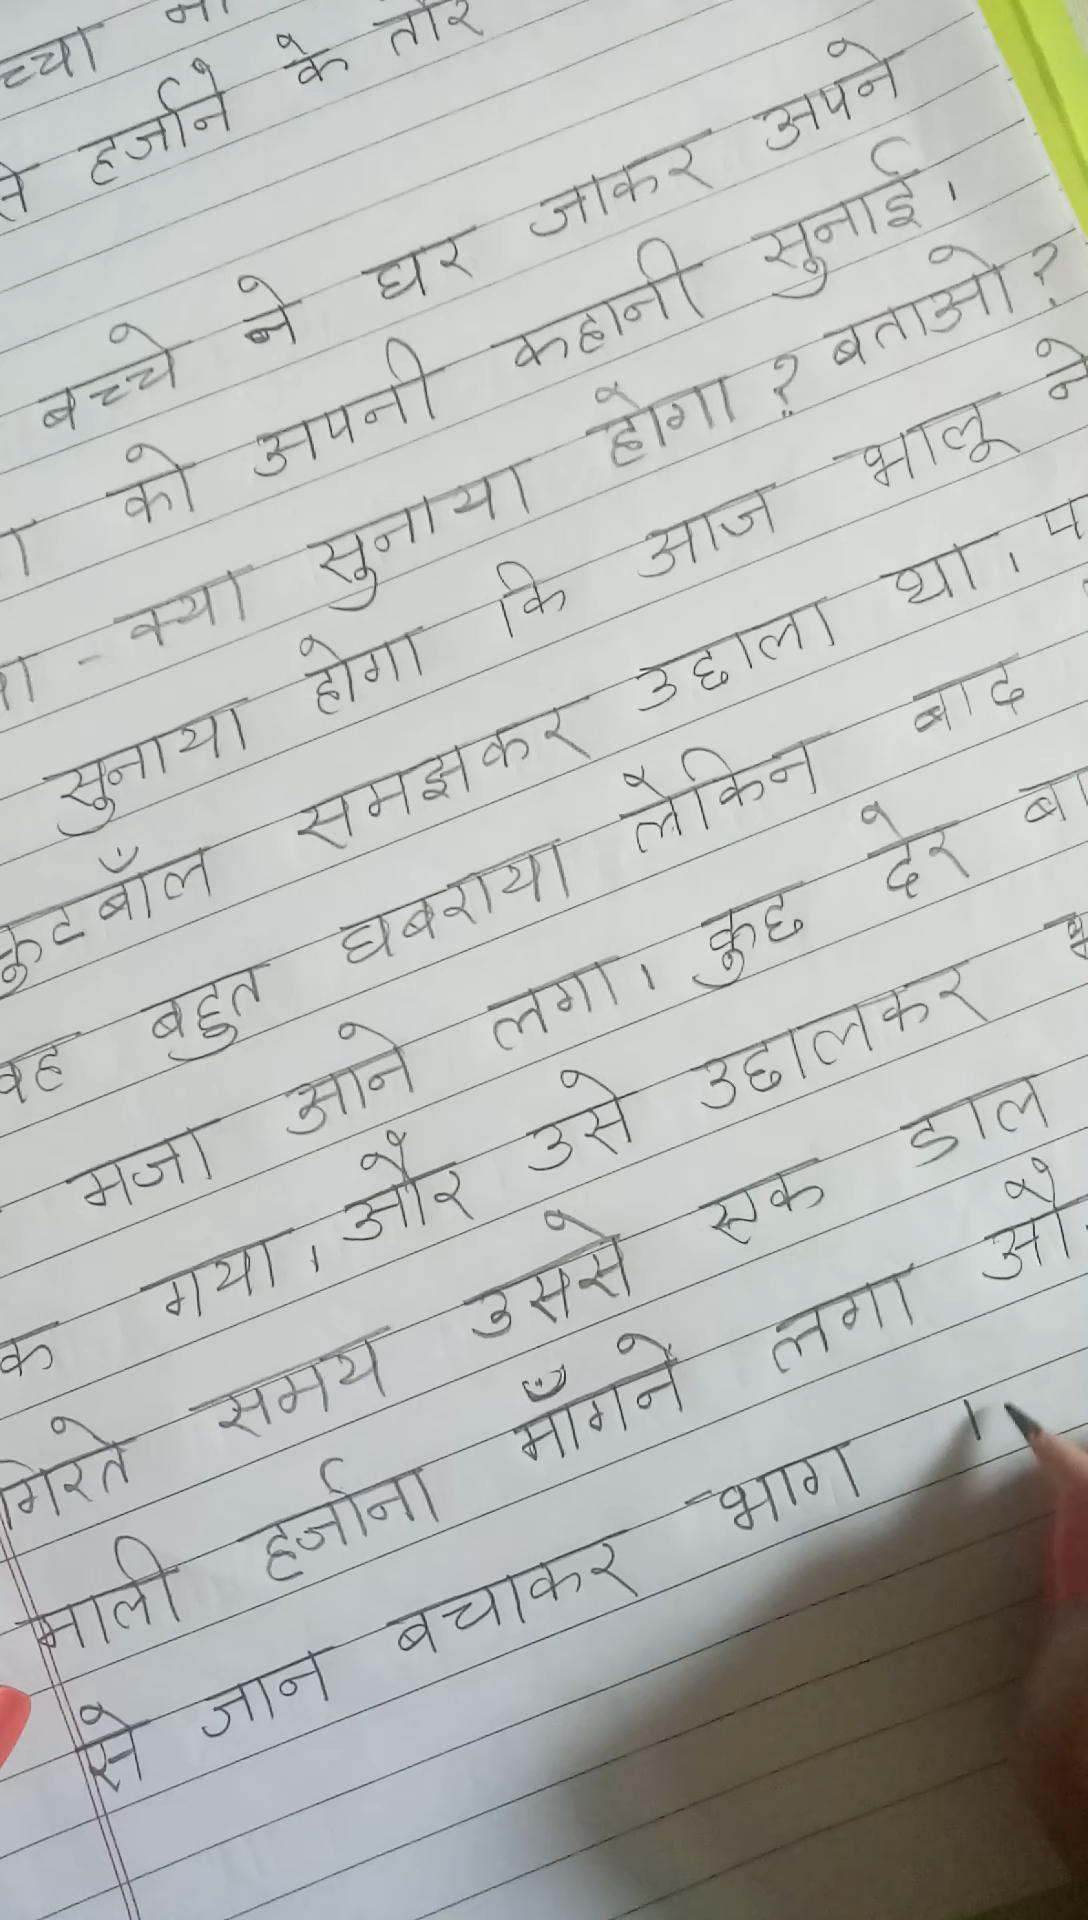 हर्जाने के तौर
बच्चे ने घर जाकर अपने
को अपनी कहानी सुनाई।
- क्या सुनाया होगा? बताओ?
सुनाया होगा कि आज भालू ने
फुटबॉल समझकर उछाला था।
वह बहुत घबराया लेकिन बाद
मजा आने लगा। कुछ देर
गया। और उसे उछालकर
गिरते समय उससे एक डाल
माली हर्जाना माँगने लगा
से जान बचाकर भाग ।